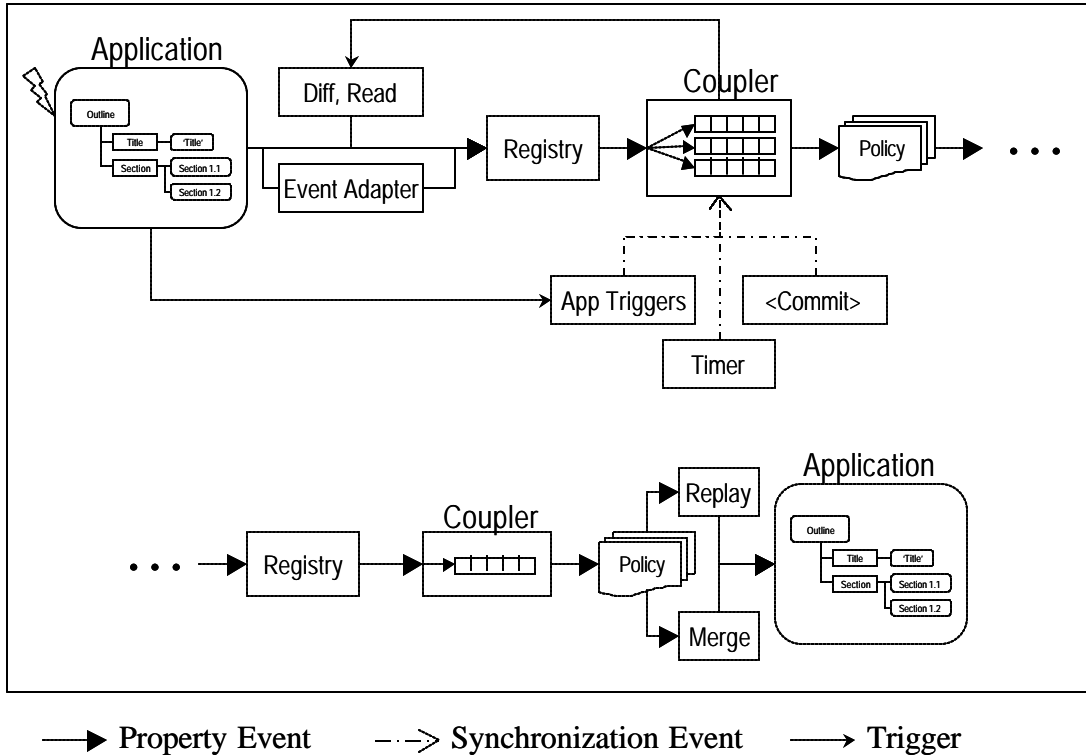 Application
Outline
Title
'Title'
Section
Section 1.1
Section 1.2
Diff, Read
Event Adapter
Registry
Coupler
Policy
• • •
App Triggers
<Commit>
Timer
• • •
Registry
Coupler
Policy
Replay
Merge
Application
Outline
Title
'Title'
Section
Section 1.1
Section 1.2
Property Event
Synchronization Event
Trigger